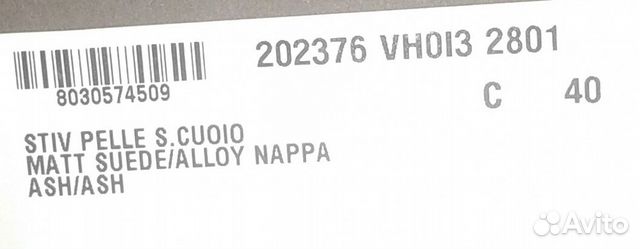 202376 VH0I3 2801
8030574509
C 40
STIV PELLE S.CUOIO
MATT SUEDE/ALLOY NAPPA
ASH/ASH
Avito